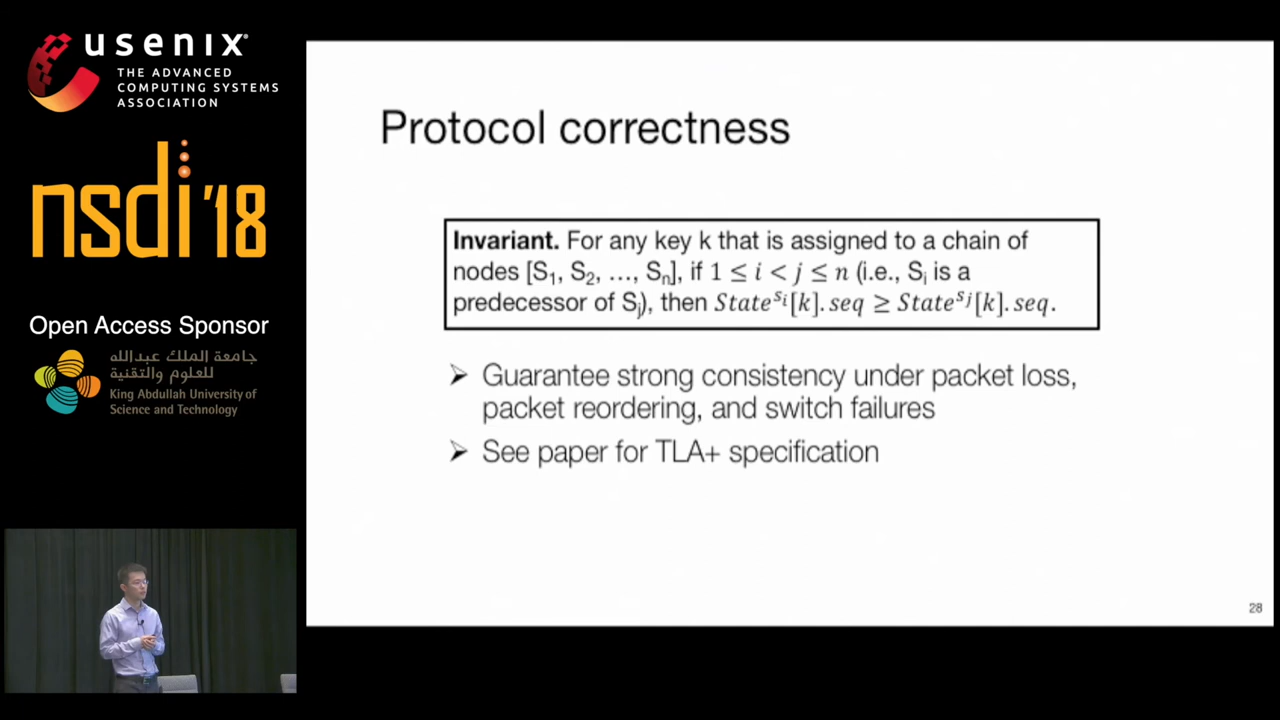 usenix
THE ADVANCED
COMPUTING SYSTEMS
ASSOCIATION
nsdi '18
Open Access Sponsor
جامعة الملك عبدالله
للعلوم والتقنية
King Abdullah University of
Science and Technology
Protocol correctness
Invariant. For any key k that is assigned to a chain of
nodes [S₁, S₂, …, Sₙ], if 1 ≤ i < j ≤ n (i.e., Sᵢ is a
predecessor of Sⱼ), then State^{Sᵢ}[k].seq ≥ State^{Sⱼ}[k].seq.
➢ Guarantee strong consistency under packet loss,
packet reordering, and switch failures
➢ See paper for TLA+ specification
28